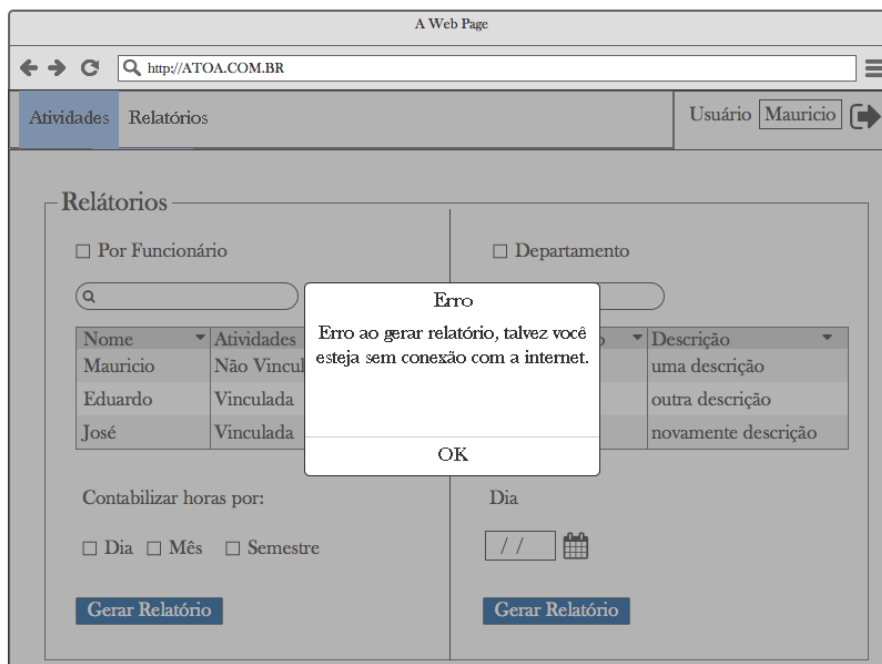 A Web Page
http://ATOA.COM.BR
Atividades Relatórios Usuário Mauricio
Relátorios
Por Funcionário Departamento
Erro
Erro ao gerar relatório, talvez você
esteja sem conexão com a internet.
OK
Nome Atividades Descrição
Mauricio Não uma descrição
Eduardo Vinculada outra descrição
José Vinculada novamente descrição
Contabilizar horas por: Dia
Dia Mês Semestre / /
Gerar Relatório Gerar Relatório